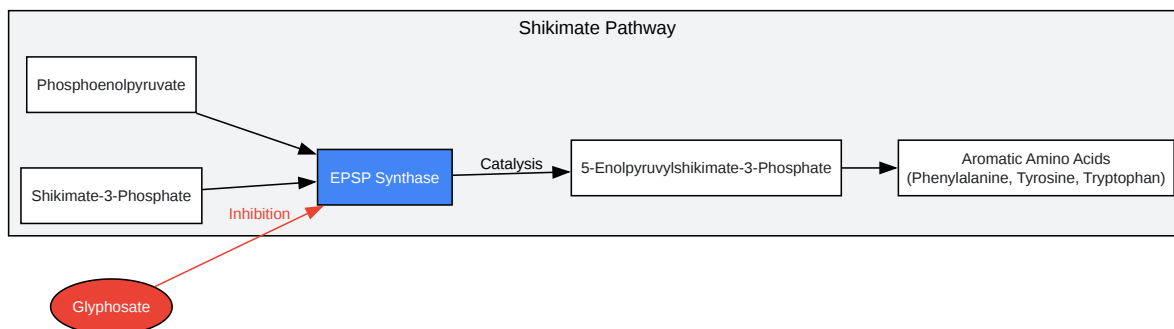 Shikimate Pathway
Phosphoenolpyruvate
Shikimate-3-Phosphate
EPSP Synthase
Catalysis
5-Enolpyruvylshikimate-3-Phosphate
Aromatic Amino Acids
(Phenylalanine, Tyrosine, Tryptophan)
Inhibition
Glyphosate